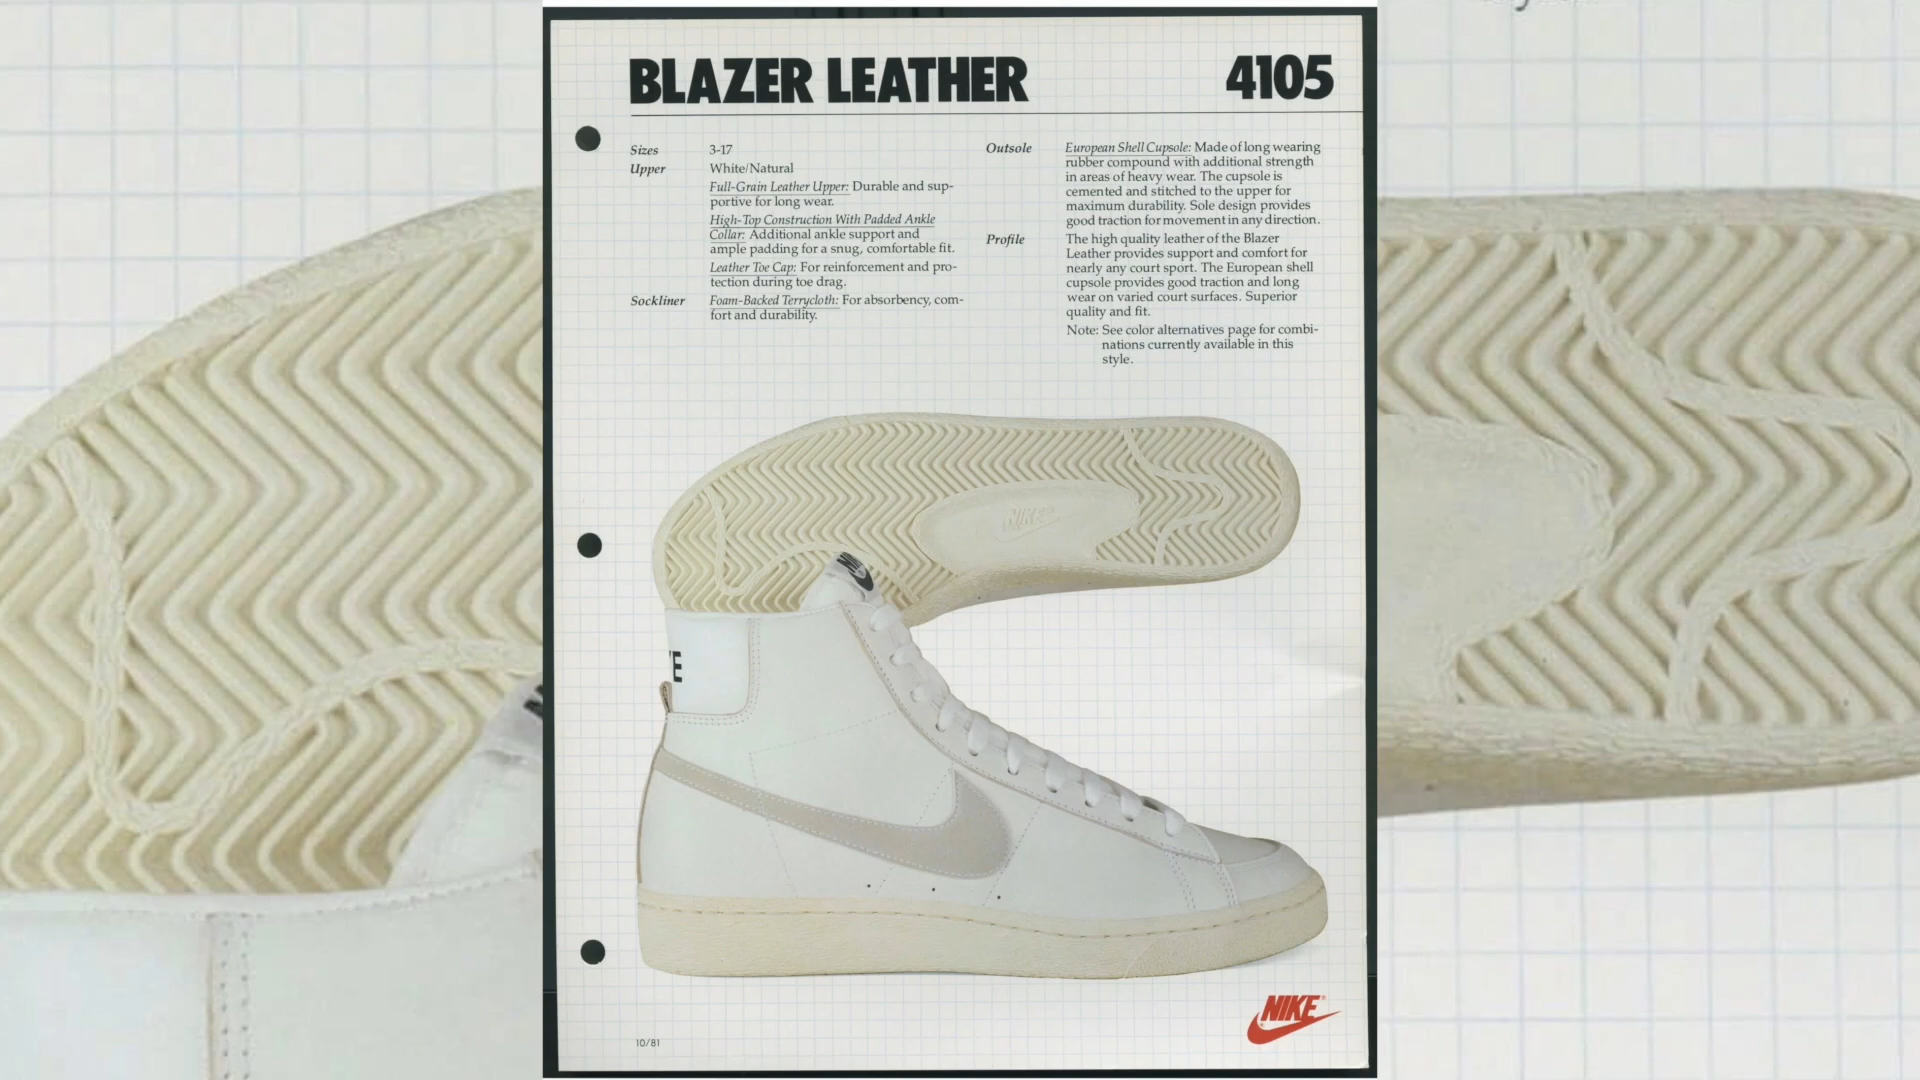 BLAZER LEATHER 4105
Sizes 3-17
Upper White/Natural
Full-Grain Leather Upper: Durable and sup-
portive for long wear.
High-Top Construction With Padded Ankle
Collar: Additional ankle support and
ample padding for a snug, comfortable fit.
Leather Toe Cap: For reinforcement and pro-
tection during toe drag.
Sockliner Foam-Backed Terrycloth: For absorbency, com-
fort and durability.
Outsole European Shell Cupsole: Made of long wearing
rubber compound with additional strength
in areas of heavy wear. The cupsole is
cemented and stitched to the upper for
maximum durability. Sole design provides
good traction for movement in any direction.
Profile The high quality leather of the Blazer
Leather provides support and comfort for
nearly any court sport. The European shell
cupsole provides good traction and long
wear on varied court surfaces. Superior
quality and fit.
Note: See color alternatives page for combi-
nations currently available in this
style.
NIKE
NIKE
KE
NIKE
10/81